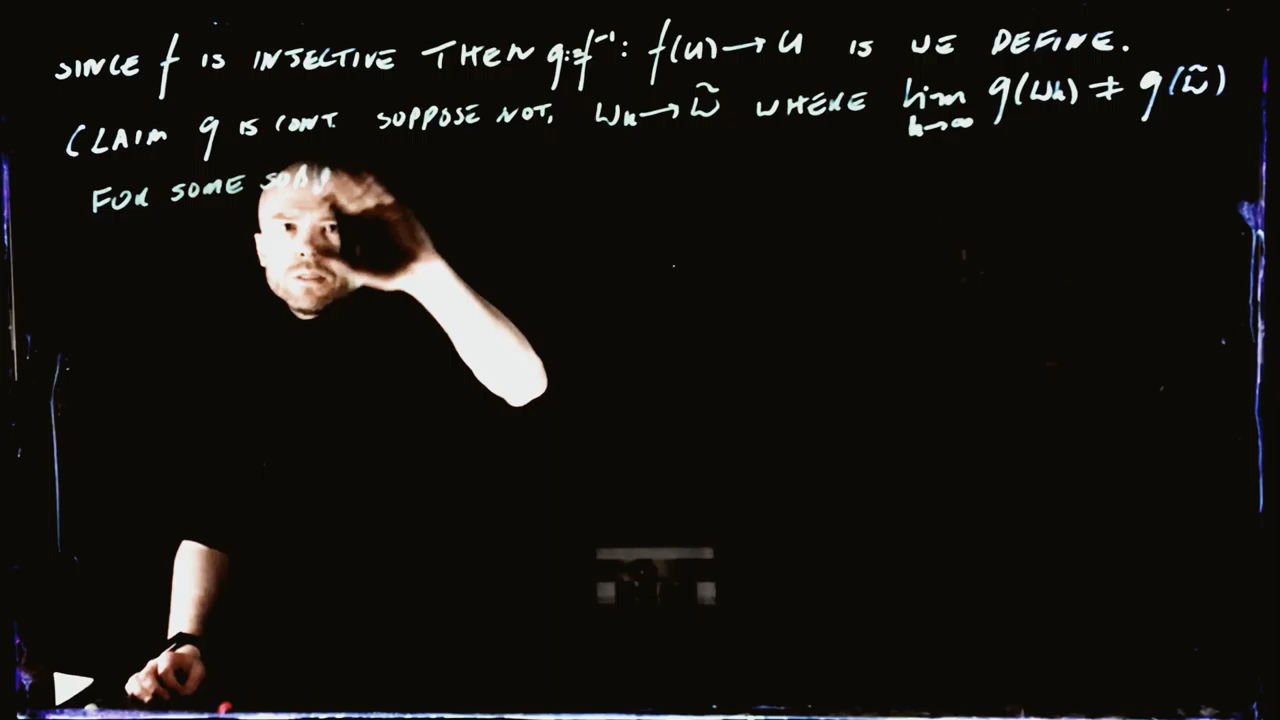 SINCE f IS INJECTIVE THEN g:=f⁻¹: f(U)→U IS WE DEFINE.
CLAIM g IS CONT. SUPPOSE NOT, Wₖ→W̃ WHERE lim k→∞ g(Wₖ) ≠ g(W̃)
FOR SOME